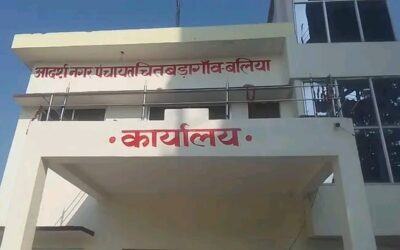 आदर्श नगर पंचायत चितबड़ागाँव-बलिया
• कार्यालय •